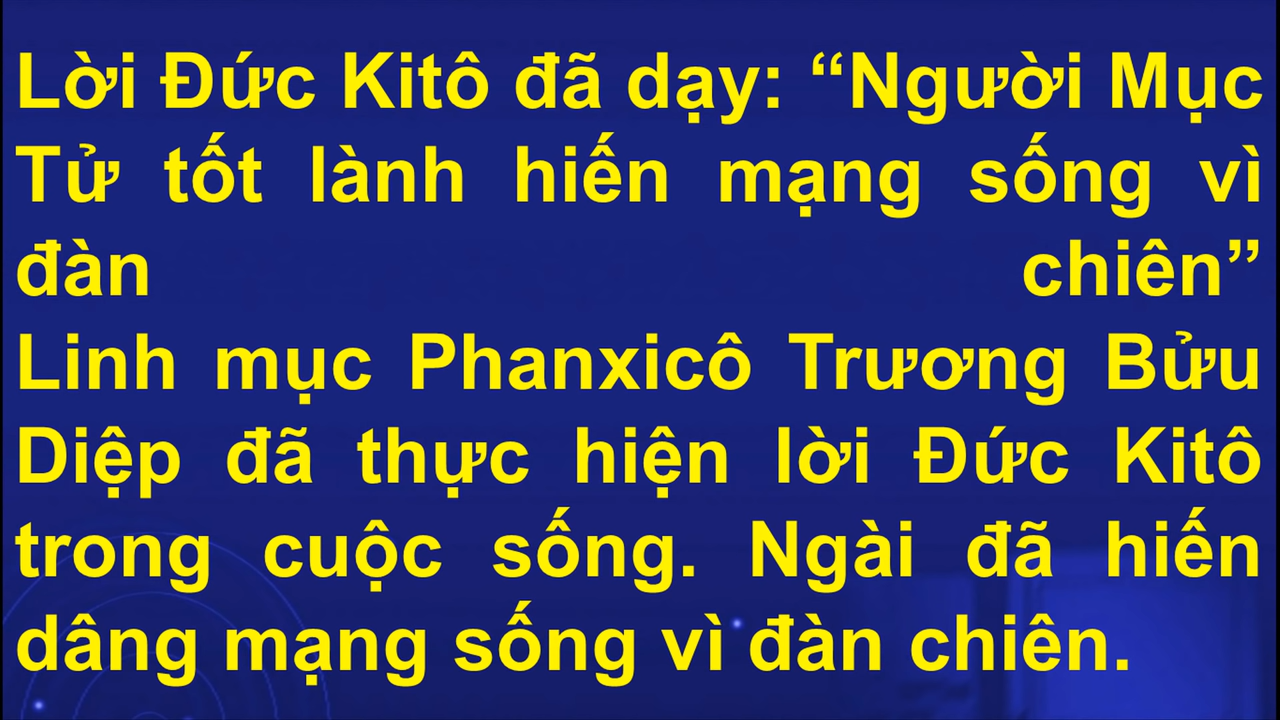 Lời Đức Kitô đã dạy: “Người Mục
Tử tốt lành hiến mạng sống vì
đàn chiên”
Linh mục Phanxicô Trương Bửu
Diệp đã thực hiện lời Đức Kitô
trong cuộc sống. Ngài đã hiến
dâng mạng sống vì đàn chiên.